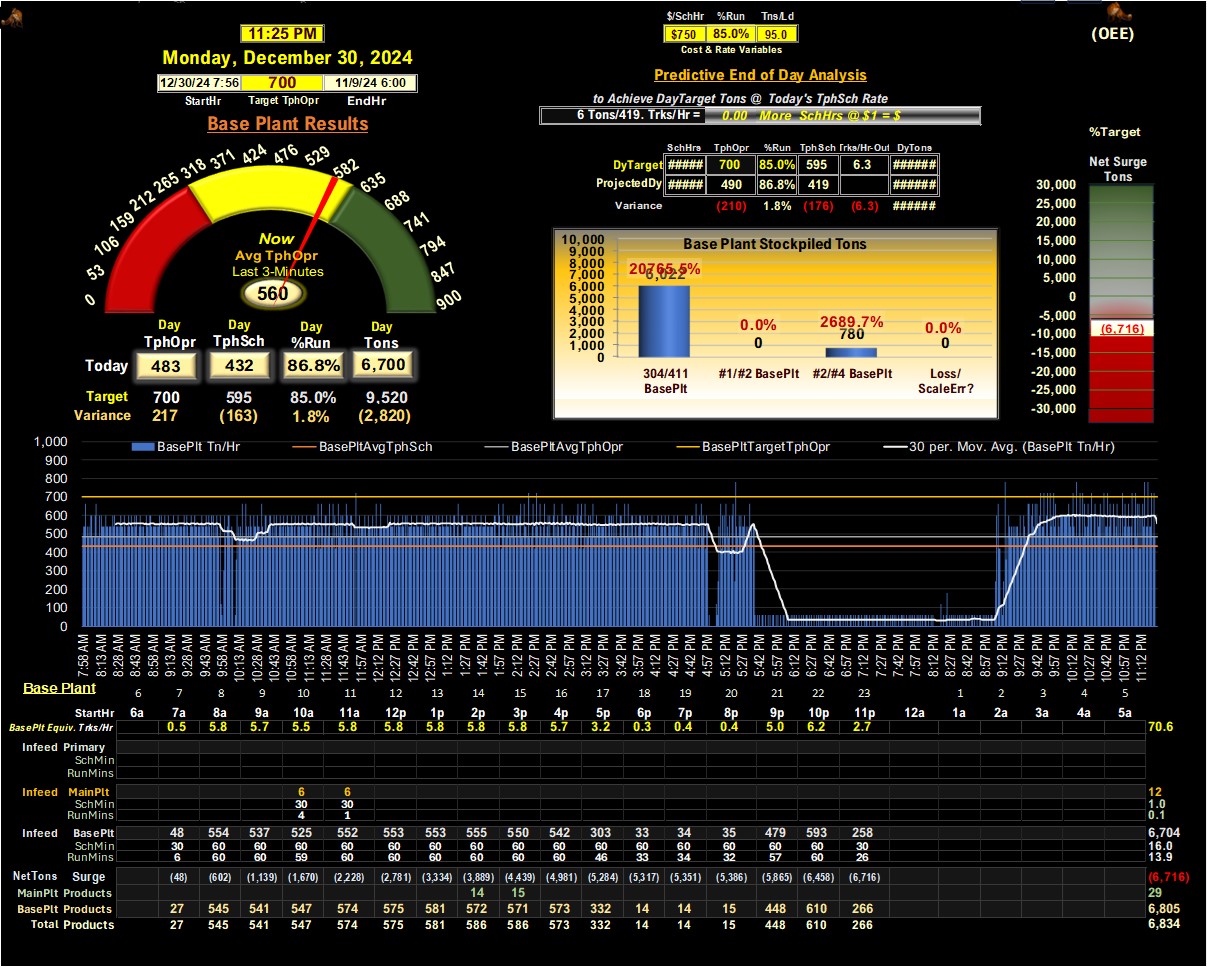 $/SchHr %Run Tns/Ld
$750 85.0% 95.0
Cost & Rate Variables
(OEE)
11:25 PM
Monday, December 30, 2024
12/30/24 7:56 700 11/9/24 6:00
StartHr Target TphOpr EndHr
Base Plant Results
Predictive End of Day Analysis
to Achieve DayTarget Tons @ Today's TphSch Rate
6 Tons/419. Trks/Hr = 0.00 More SchHrs @ $1 = $
SchHrs TphOpr %Run TphSch Trks/Hr-Out DyTons
DyTarget ##### 700 85.0% 595 6.3 ######
ProjectedDy ##### 490 86.8% 419 ######
Variance (210) 1.8% (176) (6.3) ######
%Target
Net Surge
Tons
30,000
25,000
20,000
15,000
10,000
5,000
0
-5,000
-10,000
-15,000
-20,000
-25,000
-30,000
(6,716)
0 53 106 159 212 265 318 371 424 476 529 582 635 688 741 794 847 900
Now
Avg TphOpr
Last 3-Minutes
560
Day Day Day Day
TphOpr TphSch %Run Tons
Today 483 432 86.8% 6,700
Target 700 595 85.0% 9,520
Variance 217 (163) 1.8% (2,820)
Base Plant Stockpiled Tons
10,000
9,000
8,000
7,000
6,000
5,000
4,000
3,000
2,000
1,000
0
20765.5%
6,022
0.0%
0
2689.7%
780
0.0%
0
304/411 BasePlt
#1/#2 BasePlt
#2/#4 BasePlt
Loss/ ScaleErr?
BasePlt Tn/Hr BasePltAvgTphSch BasePltAvgTphOpr BasePltTargetTphOpr 30 per. Mov. Avg. (BasePlt Tn/Hr)
1,000
900
800
700
600
500
400
300
200
100
0
7:58 AM 8:13 AM 8:28 AM 8:43 AM 8:58 AM 9:13 AM 9:28 AM 9:43 AM 9:58 AM 10:13 AM 10:28 AM 10:43 AM 10:58 AM 11:13 AM 11:28 AM 11:43 AM 11:58 AM 12:12 PM 12:27 PM 12:42 PM 12:57 PM 1:12 PM 1:27 PM 1:42 PM 1:57 PM 2:12 PM 2:27 PM 2:42 PM 2:57 PM 3:12 PM 3:27 PM 3:42 PM 3:57 PM 4:12 PM 4:27 PM 4:42 PM 4:57 PM 5:12 PM 5:27 PM 5:42 PM 5:57 PM 6:12 PM 6:27 PM 6:42 PM 6:57 PM 7:12 PM 7:27 PM 7:42 PM 7:57 PM 8:12 PM 8:27 PM 8:42 PM 8:57 PM 9:12 PM 9:27 PM 9:42 PM 9:57 PM 10:12 PM 10:27 PM 10:42 PM 10:57 PM 11:12 PM
Base Plant 6 7 8 9 10 11 12 13 14 15 16 17 18 19 20 21 22 23 1 2 3 4 5
StartHr 6a 7a 8a 9a 10a 11a 12p 1p 2p 3p 4p 5p 6p 7p 8p 9p 10p 11p 12a 1a 2a 3a 4a 5a
BasePlt Equiv. Trks/Hr 0.5 5.8 5.7 5.5 5.8 5.8 5.8 5.8 5.8 5.7 3.2 0.3 0.4 0.4 5.0 6.2 2.7 70.6
Infeed Primary
SchMin
RunMins
Infeed MainPlt 6 6 12
SchMin 30 30 1.0
RunMins 4 1 0.1
Infeed BasePlt 48 554 537 525 552 553 553 555 550 542 303 33 34 35 479 593 258 6,704
SchMin 30 60 60 60 60 60 60 60 60 60 60 60 60 60 60 60 30 16.0
RunMins 6 60 60 59 60 60 60 60 60 60 46 33 34 32 57 60 26 13.9
NetTons Surge (48) (602) (1,139) (1,670) (2,228) (2,781) (3,334) (3,889) (4,439) (4,981) (5,284) (5,317) (5,351) (5,386) (5,865) (6,458) (6,716) (6,716)
MainPlt Products 14 15 29
BasePlt Products 27 545 541 547 574 575 581 572 571 573 332 14 14 15 448 610 266 6,805
Total Products 27 545 541 547 574 575 581 586 586 573 332 14 14 15 448 610 266 6,834